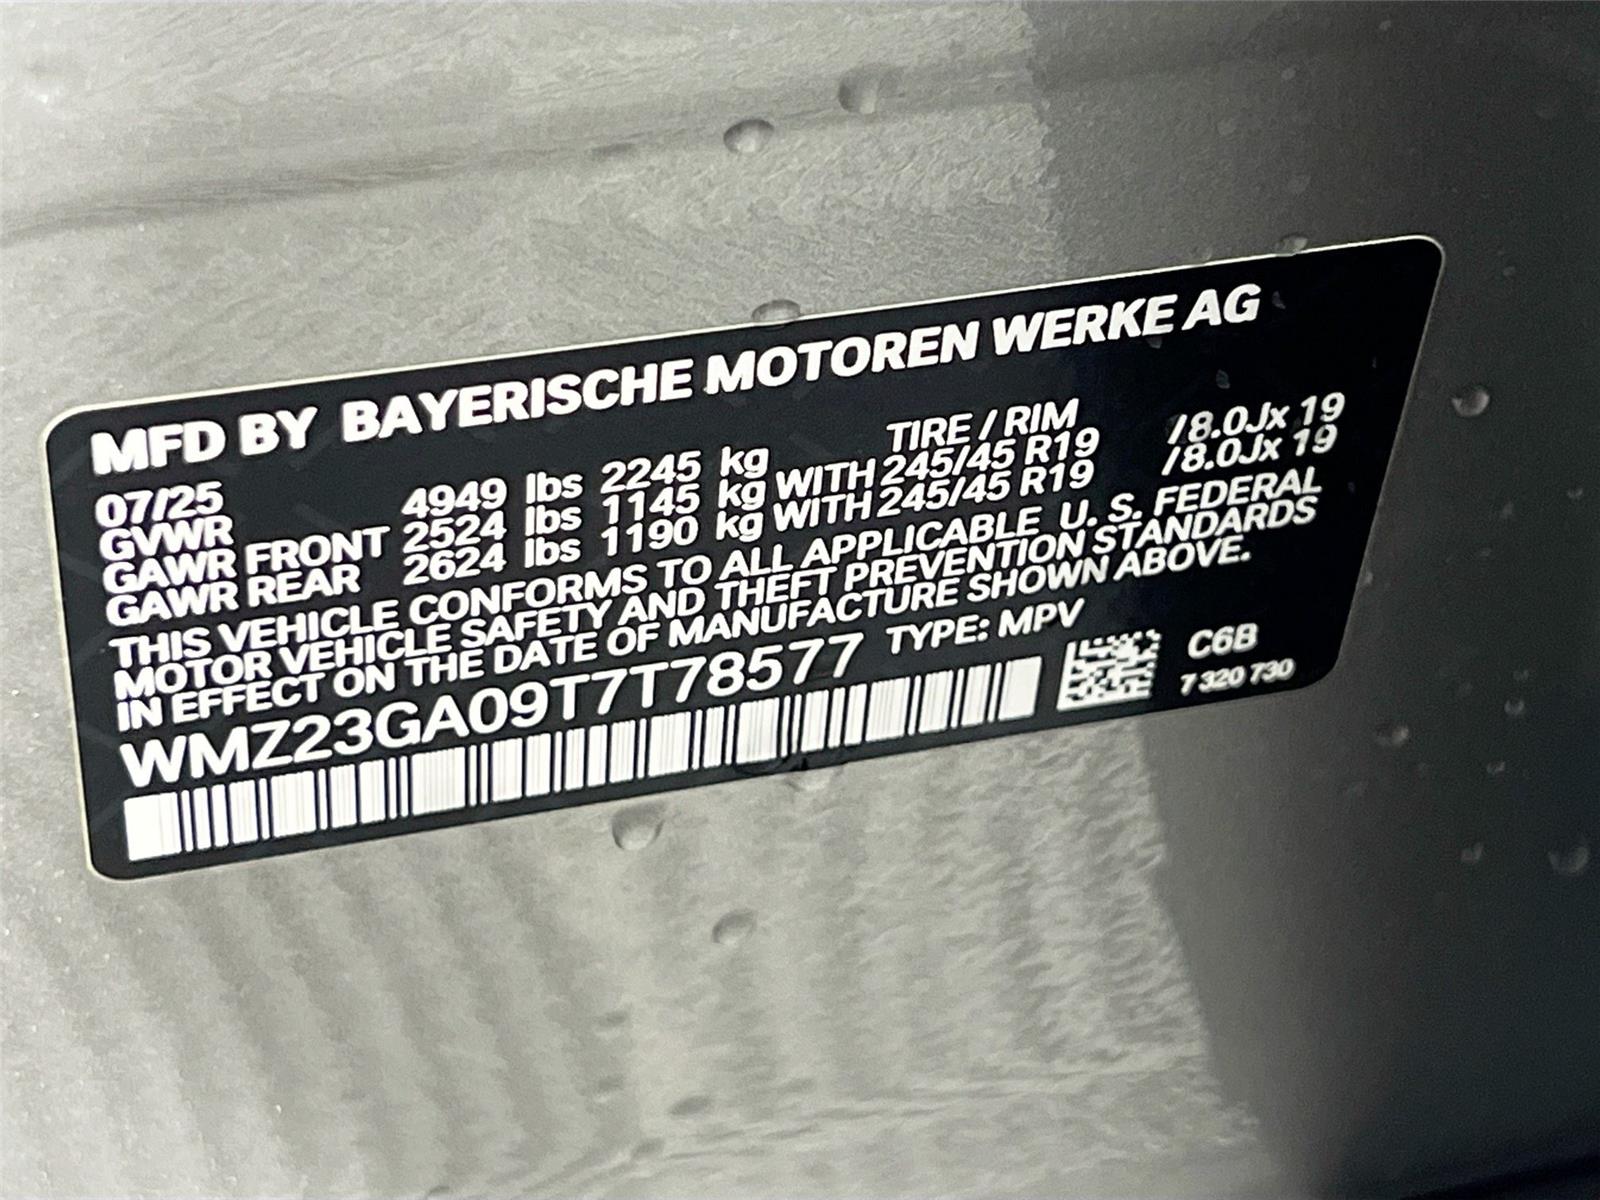 MFD BY BAYERISCHE MOTOREN WERKE AG
07/25 TIRE / RIM
GVWR 4949 lbs 2245 kg
GAWR FRONT 2524 lbs 1145 kg WITH 245/45 R19 /8.0Jx 19
GAWR REAR 2624 lbs 1190 kg WITH 245/45 R19 /8.0Jx 19
THIS VEHICLE CONFORMS TO ALL APPLICABLE U. S. FEDERAL
MOTOR VEHICLE SAFETY AND THEFT PREVENTION STANDARDS
IN EFFECT ON THE DATE OF MANUFACTURE SHOWN ABOVE.
WMZ23GA09T7T78577 TYPE: MPV
C6B
7 320 730